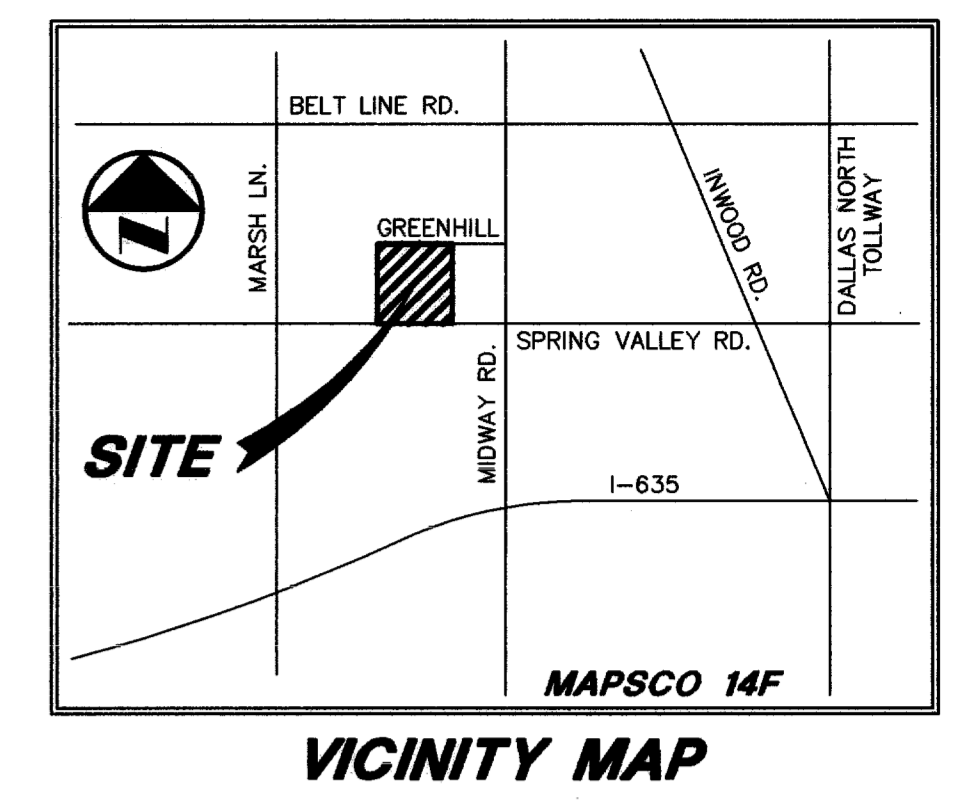 BELT LINE RD.
MARSH LN.
N
GREENHILL
INWOOD RD.
DALLAS NORTH
TOLLWAY
SPRING VALLEY RD.
MIDWAY RD.
SITE
I-635
MAPSCO 14F
VICINITY MAP